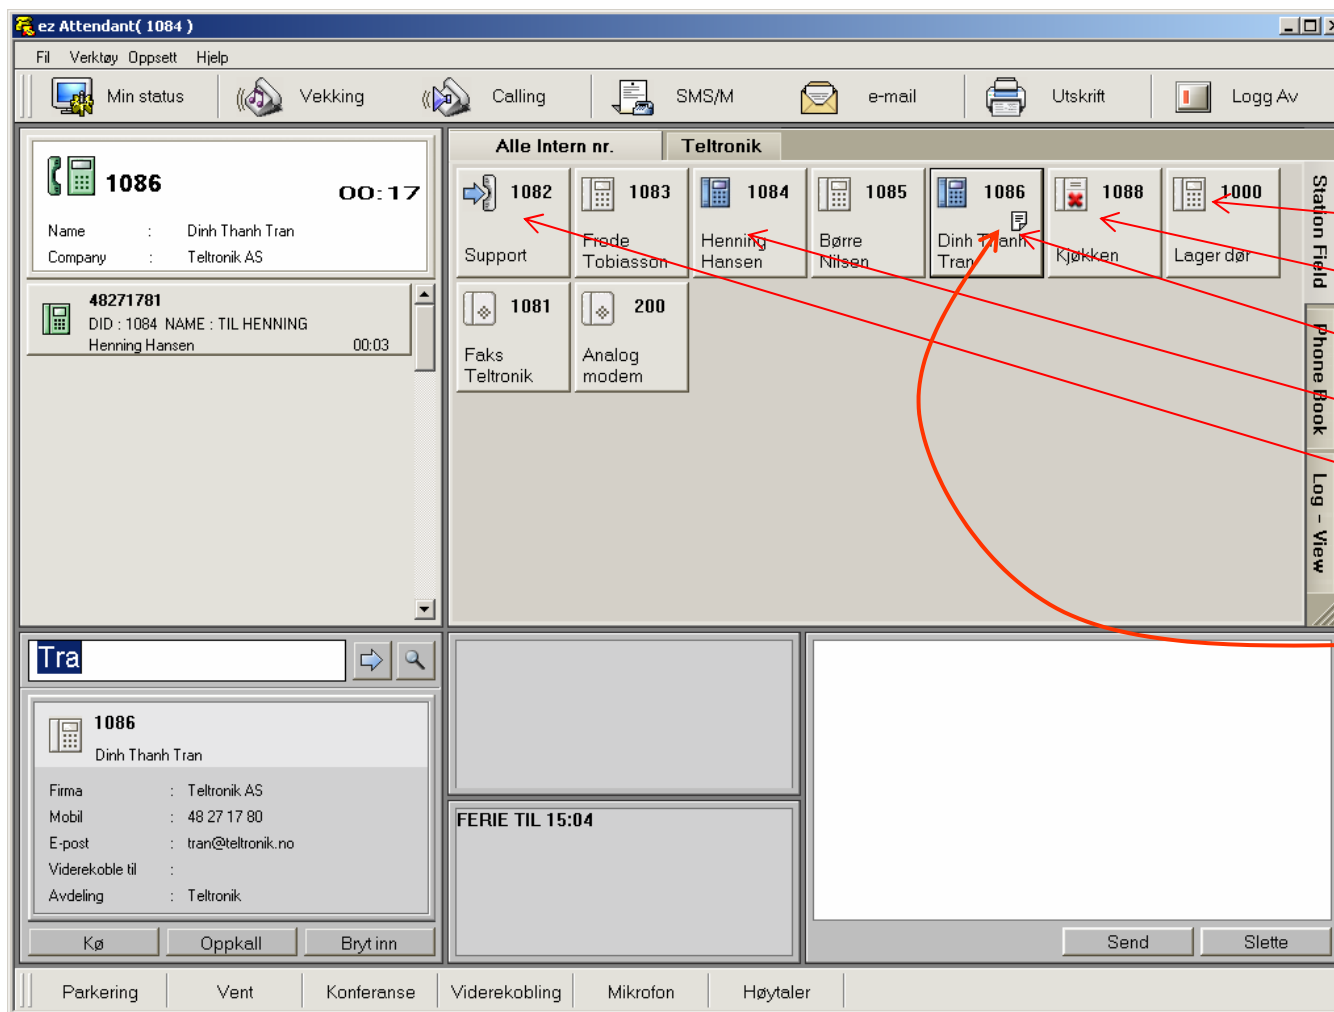 ez Attendant( 1084 )
Fil Verktøy Oppsett Hjelp
Min status Vekking Calling SMS/M e-mail Utskrift Logg Av
1086 00:17
Name : Dinh Thanh Tran
Company : Teltronik AS
48271781
DID : 1084 NAME : TIL HENNING
Henning Hansen 00:03
Alle Intern nr. Teltronik
1082 1083 1084 1085 1086 1088 1000
Support
Frode
Tobiasson
Henning
Hansen
Børre
Nilsen
Dinh Thanh
Tran
Kjøkken
Lager dør
1081 200
Faks
Teltronik
Analog
modem
Station Field
Phone Book
Log - View
Tra
1086
Dinh Thanh Tran
Firma : Teltronik AS
Mobil : 48 27 17 80
E-post : tran@teltronik.no
Viderekoble til :
Avdeling : Teltronik
Kø Oppkall Bryt inn
FERIE TIL 15:04
Send Slette
Parkering Vent Konferanse Viderekobling Mikrofon Høytaler